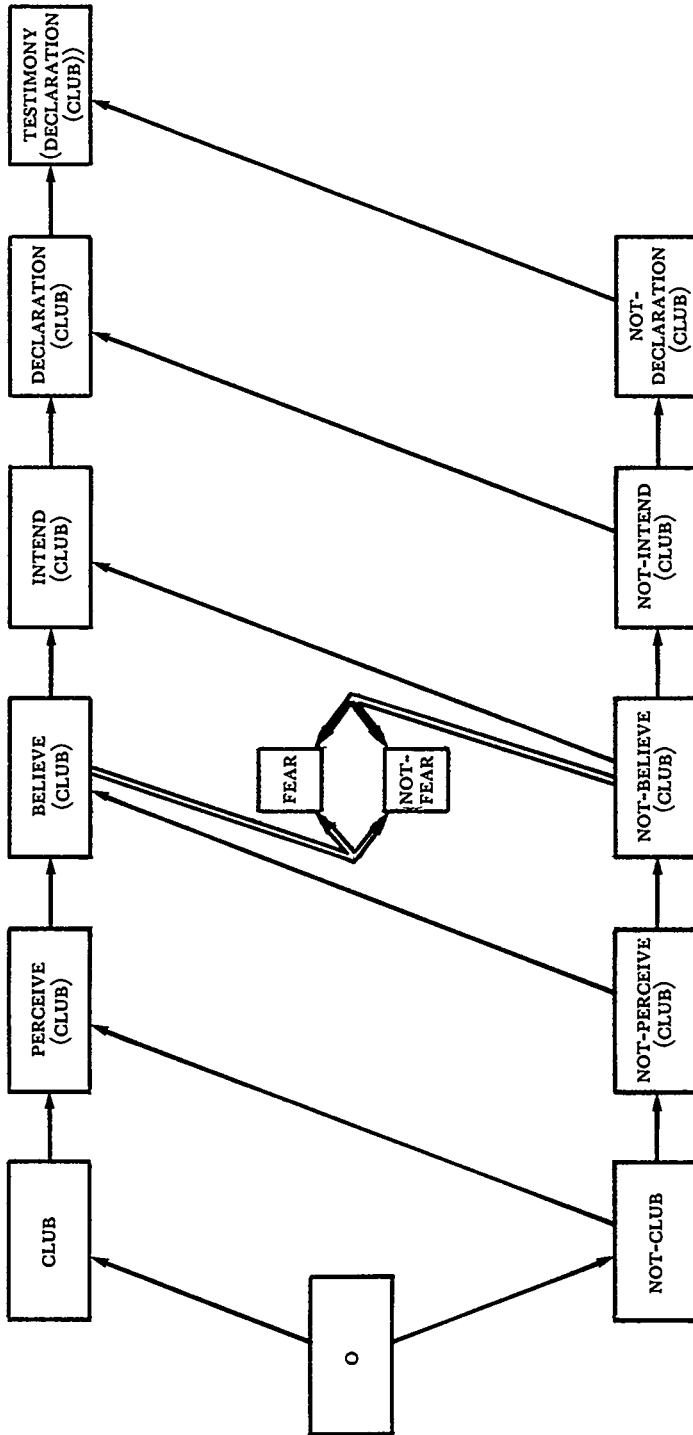 CLUB
PERCEIVE
(CLUB)
BELIEVE
(CLUB)
INTEND
(CLUB)
DECLARATION
(CLUB)
TESTIMONY
(DECLARATION
(CLUB))
O
FEAR
NOT-
FEAR
NOT-CLUB
NOT-PERCEIVE
(CLUB)
NOT-BELIEVE
(CLUB)
NOT-INTEND
(CLUB)
NOT-
DECLARATION
(CLUB)